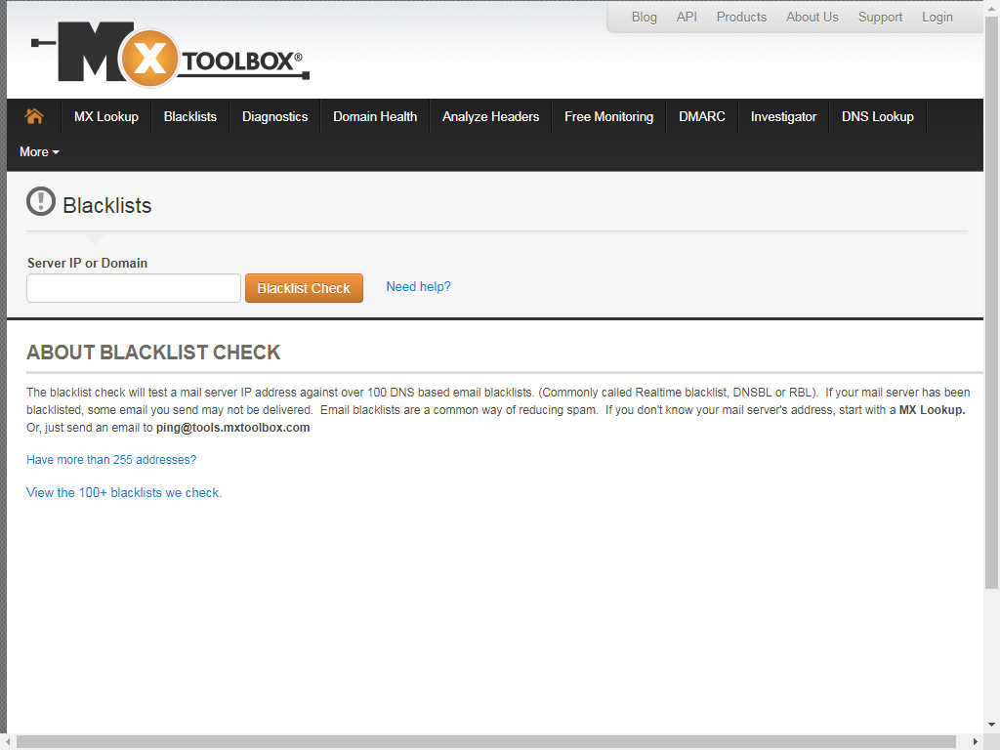 Blog API Products About Us Support Login
MX TOOLBOX®
MX Lookup Blacklists Diagnostics Domain Health Analyze Headers Free Monitoring DMARC Investigator DNS Lookup
More
Blacklists
Server IP or Domain
Blacklist Check Need help?
ABOUT BLACKLIST CHECK
The blacklist check will test a mail server IP address against over 100 DNS based email blacklists. (Commonly called Realtime blacklist, DNSBL or RBL). If your mail server has been
blacklisted, some email you send may not be delivered. Email blacklists are a common way of reducing spam. If you don't know your mail server's address, start with a MX Lookup.
Or, just send an email to ping@tools.mxtoolbox.com
Have more than 255 addresses?
View the 100+ blacklists we check.